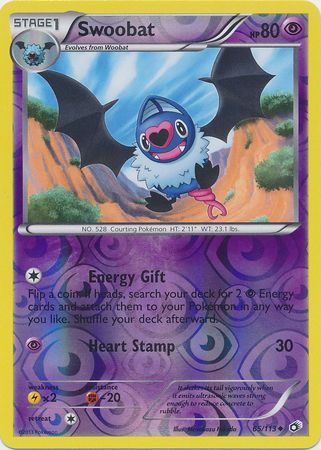 STAGE1
Swoobat
HP80
Evolves from Woobat
NO. 528 Courting Pokémon HT: 2'11" WT: 23.1 lbs.
Energy Gift
Flip a coin. If heads, search your deck for 2 Energy
cards and attach them to your Pokémon in any way
you like. Shuffle your deck afterward.
Heart Stamp 30
weakness resistance
×2 -20
retreat
It shakes its tail vigorously when
it emits ultrasonic waves strong
enough to reduce concrete to
rubble.
©2013 Pokémon
Illus.
65/113